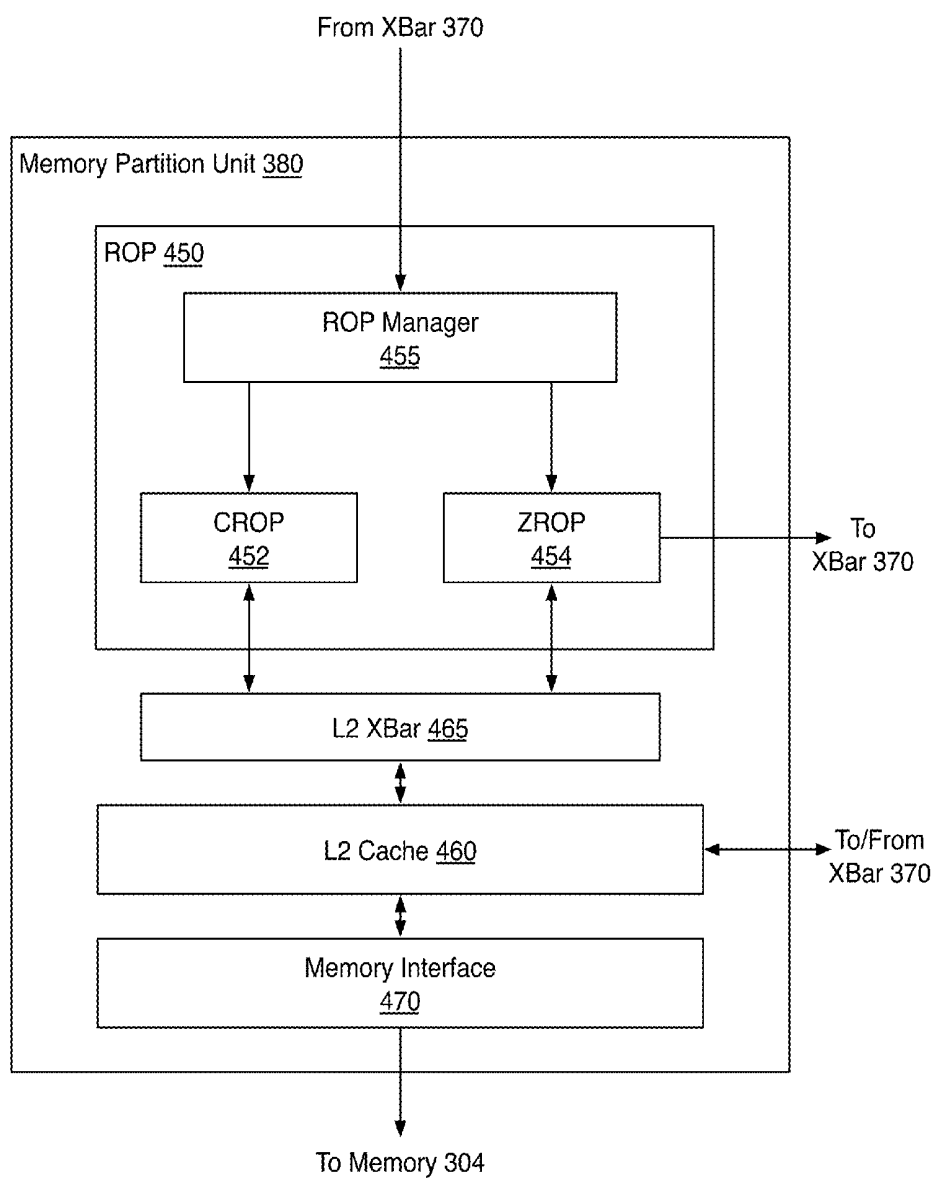 From XBar 370
Memory Partition Unit 380
ROP 450
ROP Manager
455
CROP
452
ZROP
454
To
XBar 370
L2 XBar 465
L2 Cache 460
To/From
XBar 370
Memory Interface
470
To Memory 304